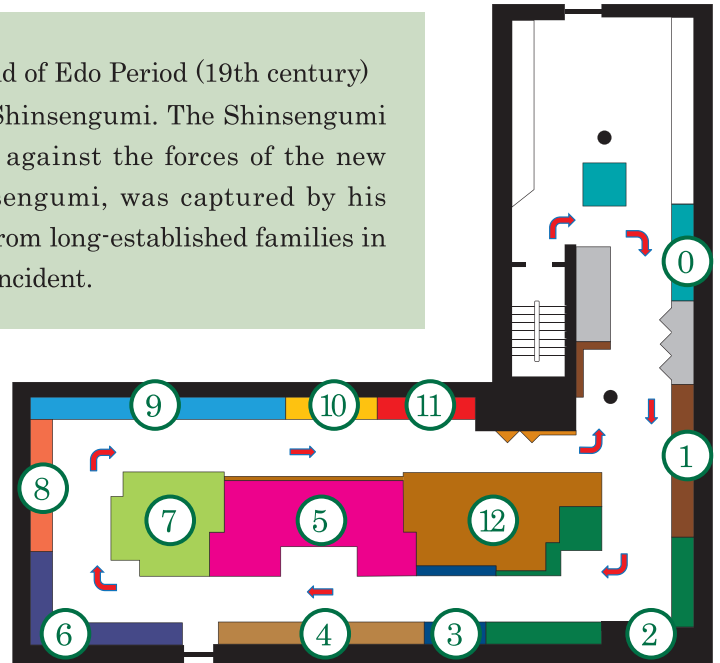 d of Edo Period (19th century)
Shinsengumi. The Shinsengumi
against the forces of the new
sengumi, was captured by his
from long-established families in
ncident.
0
1
2
3
4
5
6
7
8
9
10
11
12